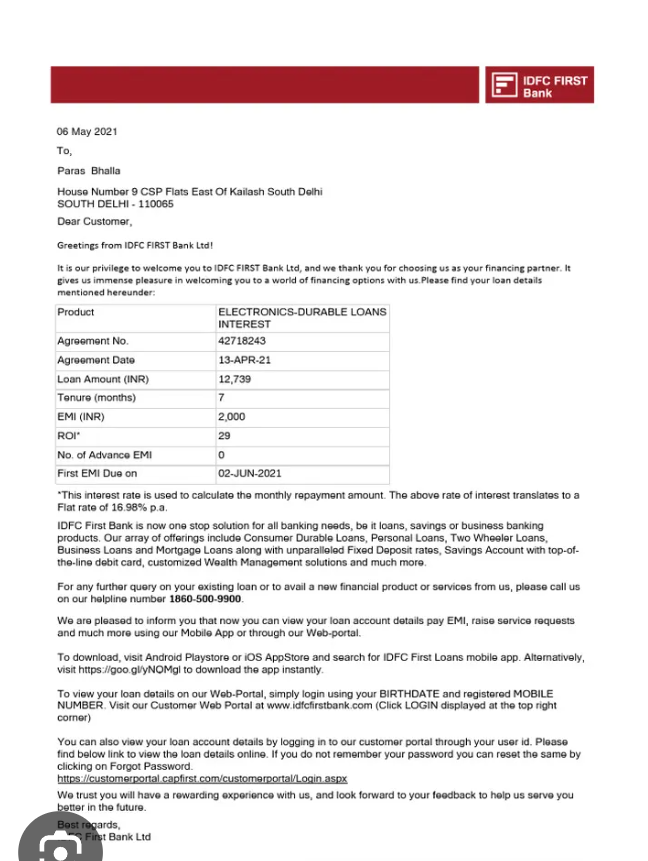 IDFC FIRST
Bank
06 May 2021
To,
Paras Bhalla
House Number 9 CSP Flats East Of Kailash South Delhi
SOUTH DELHI - 110065
Dear Customer,
Greetings from IDFC FIRST Bank Ltd!
It is our privilege to welcome you to IDFC FIRST Bank Ltd, and we thank you for choosing us as your financing partner. It
gives us immense pleasure in welcoming you to a world of financing options with us.Please find your loan details
mentioned hereunder:
Product ELECTRONICS-DURABLE LOANS
INTEREST
Agreement No. 42718243
Agreement Date 13-APR-21
Loan Amount (INR) 12,739
Tenure (months) 7
EMI (INR) 2,000
ROI* 29
No. of Advance EMI 0
First EMI Due on 02-JUN-2021
*This interest rate is used to calculate the monthly repayment amount. The above rate of interest translates to a
Flat rate of 16.98% p.a.
IDFC First Bank is now one stop solution for all banking needs, be it loans, savings or business banking
products. Our array of offerings include Consumer Durable Loans, Personal Loans, Two Wheeler Loans,
Business Loans and Mortgage Loans along with unparalleled Fixed Deposit rates, Savings Account with top-of-
the-line debit card, customized Wealth Management solutions and much more.
For any further query on your existing loan or to avail a new financial product or services from us, please call us
on our helpline number 1860-500-9900.
We are pleased to inform you that now you can view your loan account details pay EMI, raise service requests
and much more using our Mobile App or through our Web-portal.
To download, visit Android Playstore or iOS AppStore and search for IDFC First Loans mobile app. Alternatively,
visit https://goo.gl/yNQMgl to download the app instantly.
To view your loan details on our Web-Portal, simply login using your BIRTHDATE and registered MOBILE
NUMBER. Visit our Customer Web Portal at www.idfcfirstbank.com (Click LOGIN displayed at the top right
corner)
You can also view your loan account details by logging in to our customer portal through your user id. Please
find below link to view the loan details online. If you do not remember your password you can reset the same by
clicking on Forgot Password.
https://customerportal.capfirst.com/customerportal/Login.aspx
We trust you will have a rewarding experience with us, and look forward to your feedback to help us serve you
better in the future.
Best regards,
First Bank Ltd